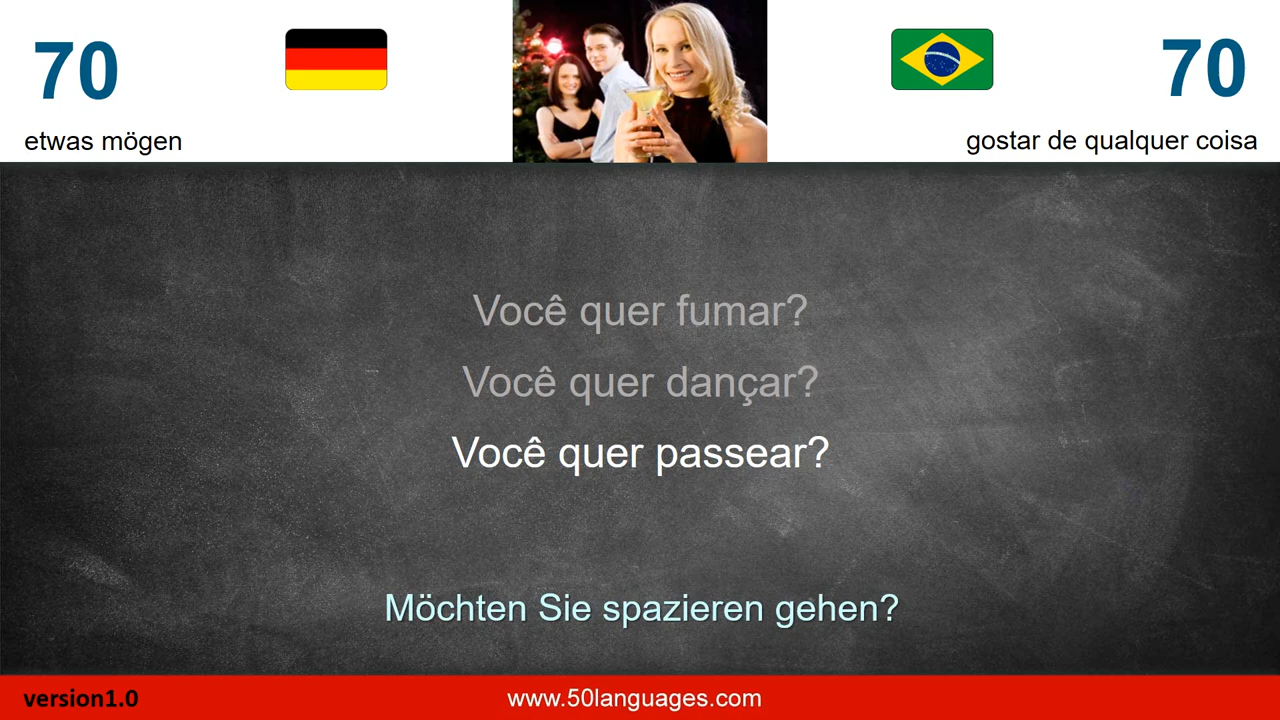 70
70
etwas mögen
gostar de qualquer coisa
Você quer fumar?
Você quer dançar?
Você quer passear?
Möchten Sie spazieren gehen?
version1.0
www.50languages.com